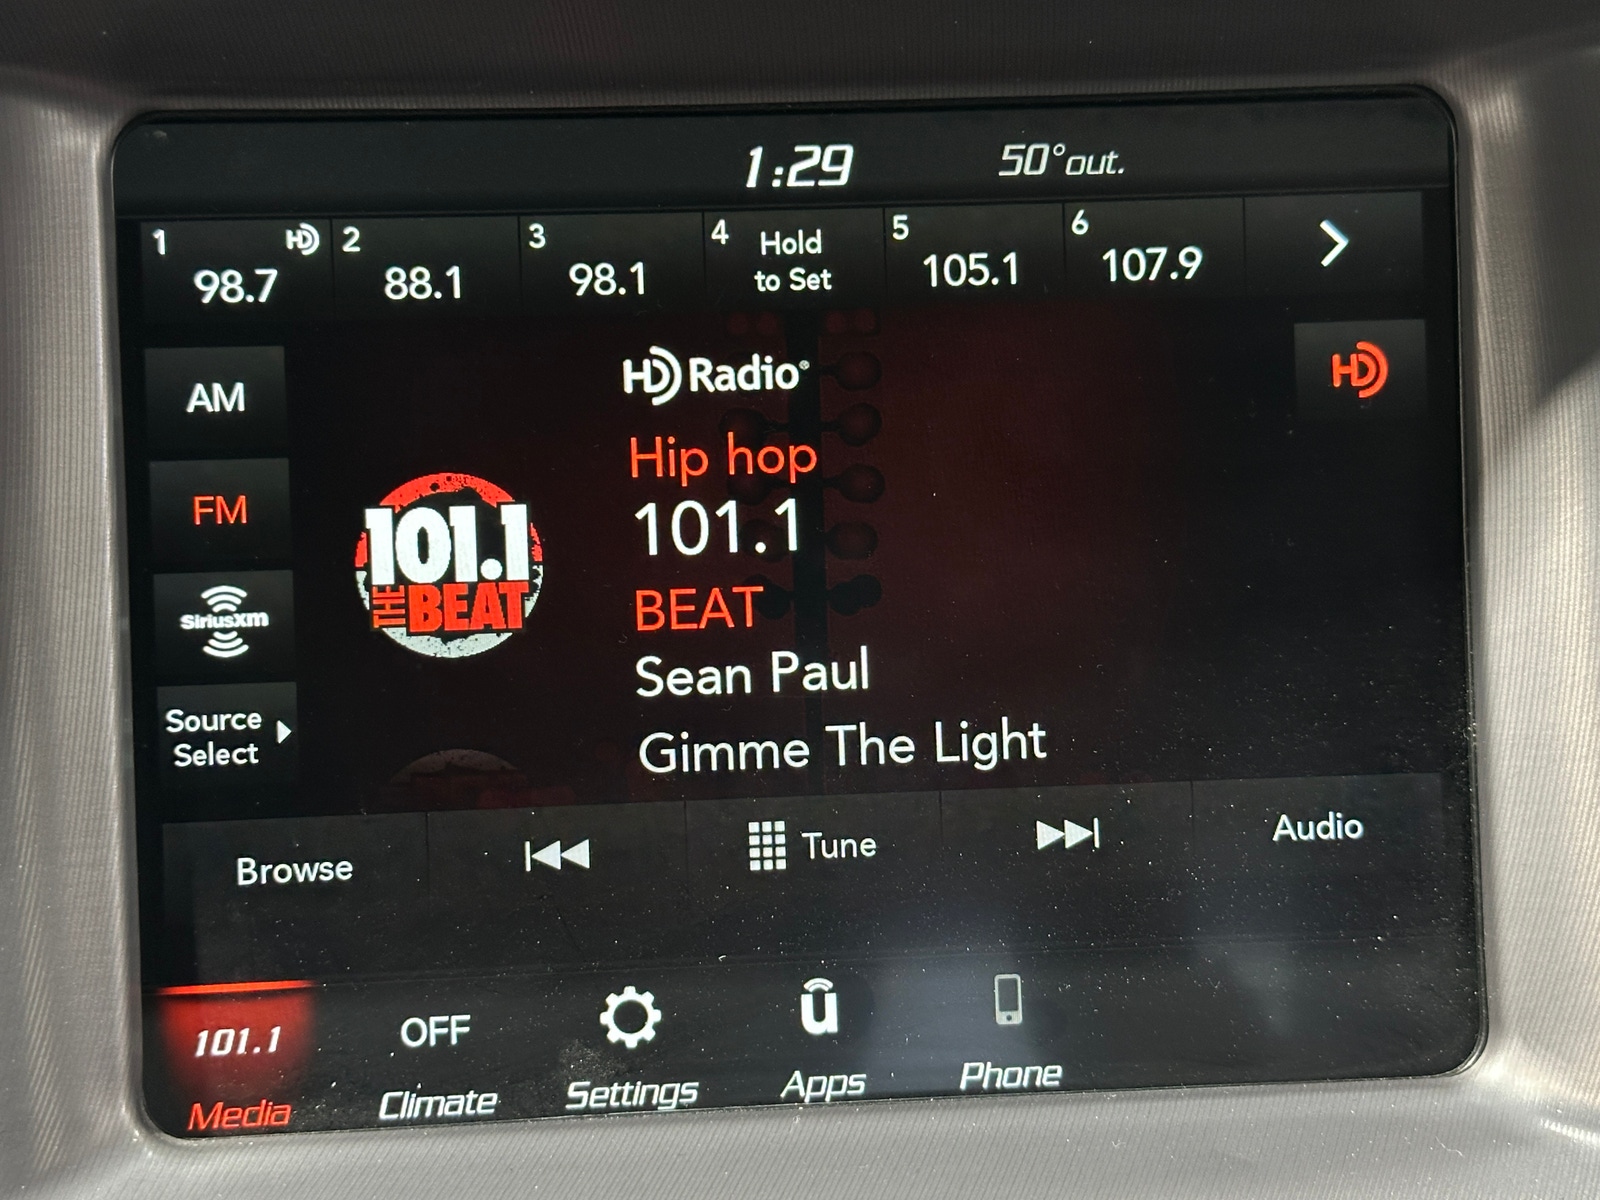 1:29 50°out.
1 HD 98.7
2 88.1
3 98.1
4 Hold
to Set
5 105.1
6 107.9
AM
FM
SiriusXM
Source
Select
101.1
THE BEAT
HD Radio®
HD
Hip hop
101.1
BEAT
Sean Paul
Gimme The Light
Browse
Tune
Audio
101.1
Media
OFF
Climate
Settings
u
Apps
Phone